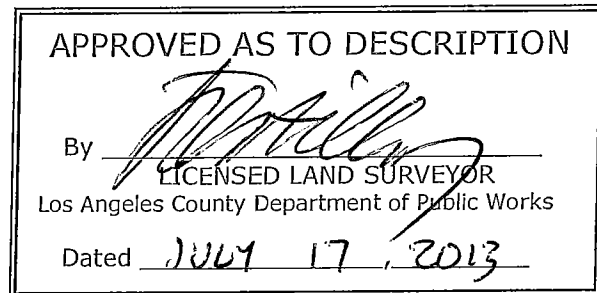 APPROVED AS TO DESCRIPTION
By
LICENSED LAND SURVEYOR
Los Angeles County Department of Public Works
Dated JULY 17, 2013